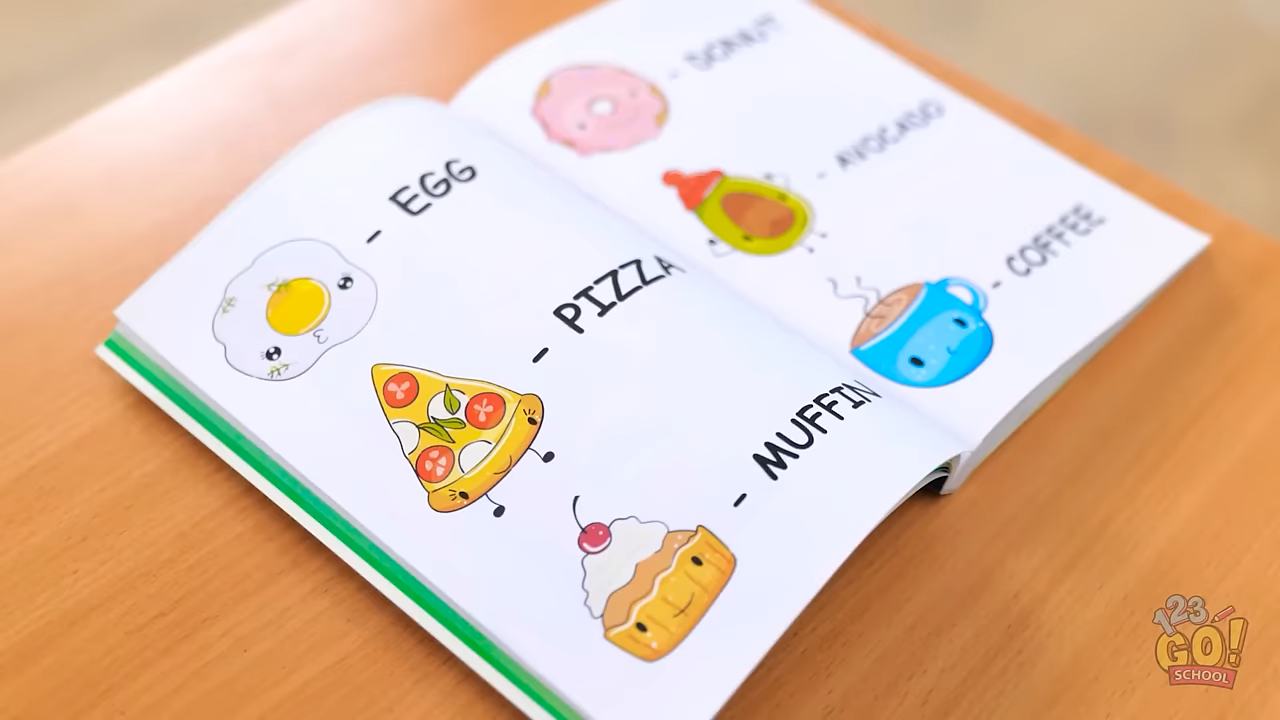 - EGG
- PIZZA
- MUFFIN
- DONUT
- AVOCADO
- COFFEE
123
GO!
SCHOOL